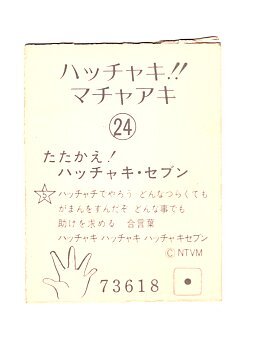 ハッチャキ!!
マチャアキ
24
たたかえ!
ハッチャキ・セブン
ハッチャチてやろう どんなつらくても
がまんをすんだそ どんな事でも
助けを求める 合言葉
ハッチャキ ハッチャキ ハッチャキセブン
©NTVM
73618